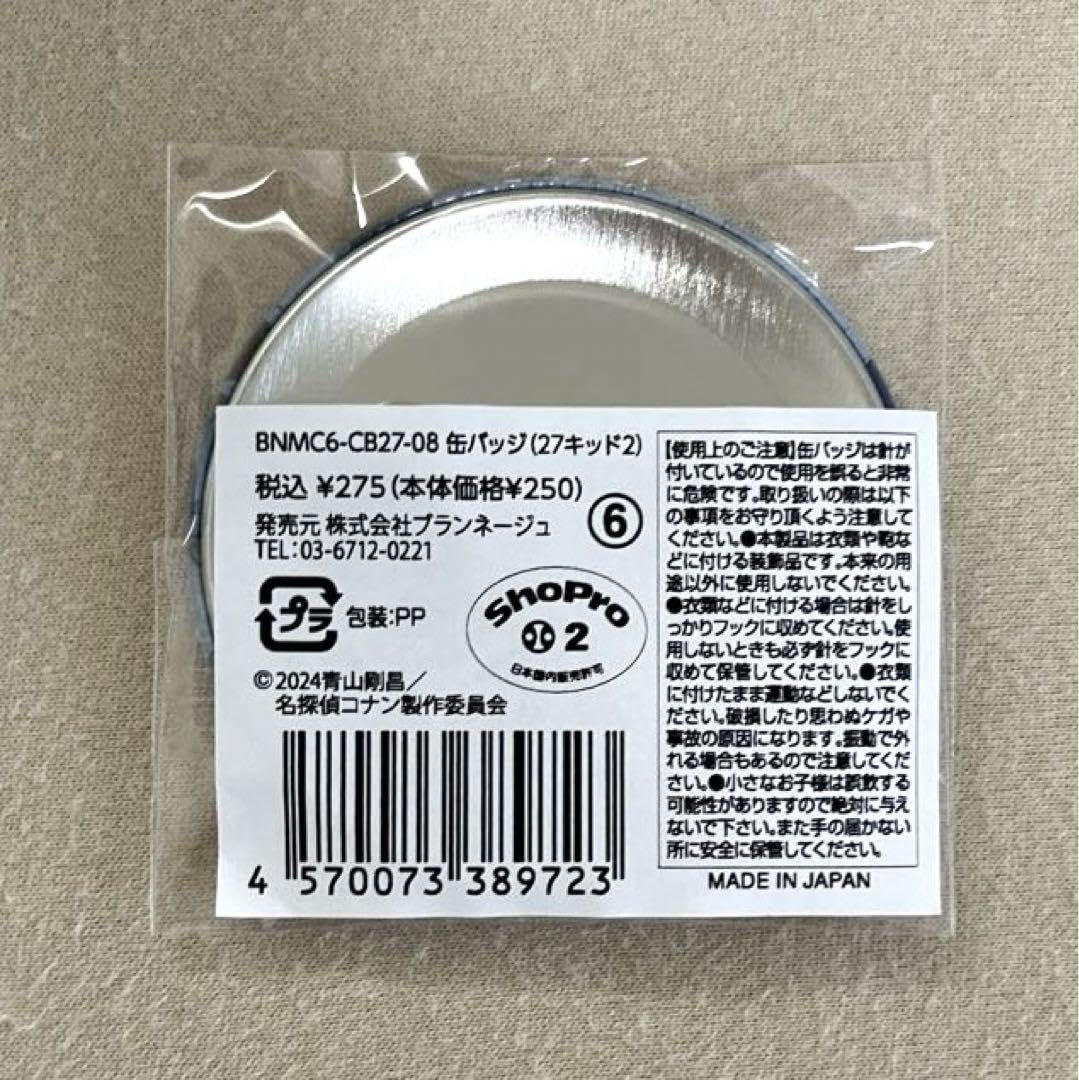 BNMC6-CB27-08 缶バッジ(27キッド2)
税込 ¥275(本体価格¥250)
発売元 株式会社ブランネージュ
TEL:03-6712-0221
⑥
プラ
包装:PP
ShoPro
小2
日本国内販売許可
©2024青山剛昌/
名探偵コナン製作委員会
4 570073 389723
【使用上のご注意】缶バッジは針が
付いているので使用を誤ると非常
に危険です。取り扱いの際は以下
の事項をお守り頂くよう注意して
ください。●本製品は衣類や鞄な
どに付ける装飾品です。本来の用
途以外に使用しないでください。
●衣類などに付ける場合は針をし
っかりフックに収めてください。使
用しないときも必ず針をフックに
収めて保管してください。●衣類
に付けたまま運動などしないでく
ださい。破損したり思わぬケガや
事故の原因になります。振動で外
れる場合もあるので注意してくだ
さい。●小さなお子様は誤飲する
可能性がありますので絶対に与え
ないで下さい。また手の届かない
所に安全に保管してください。
MADE IN JAPAN